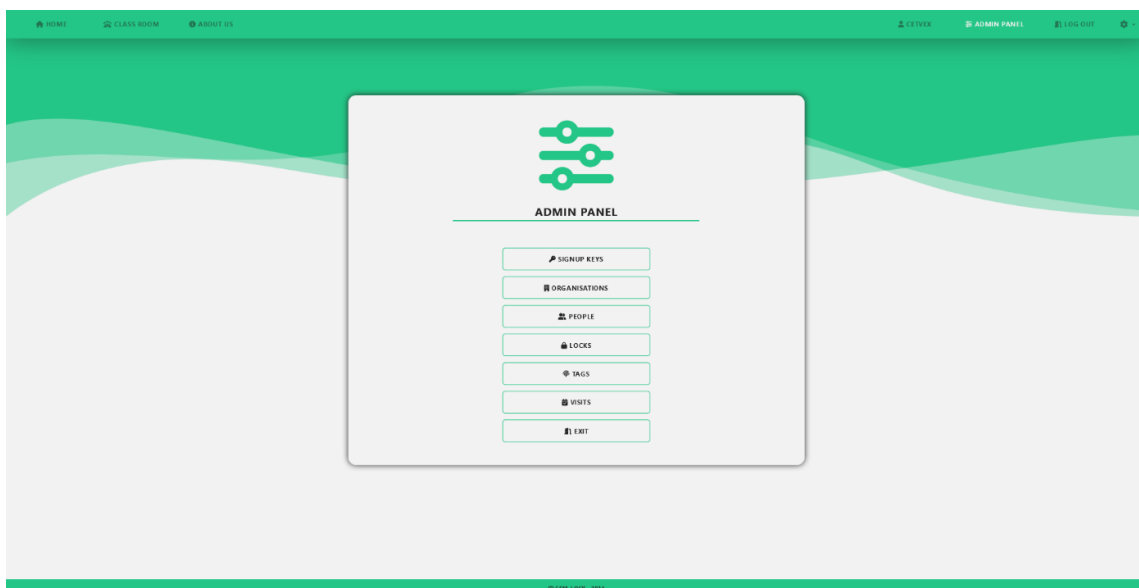 HOME CLASS ROOM ABOUT US CETVEX ADMIN PANEL LOG OUT
ADMIN PANEL
SIGNUP KEYS
ORGANISATIONS
PEOPLE
LOCKS
TAGS
VISITS
EXIT